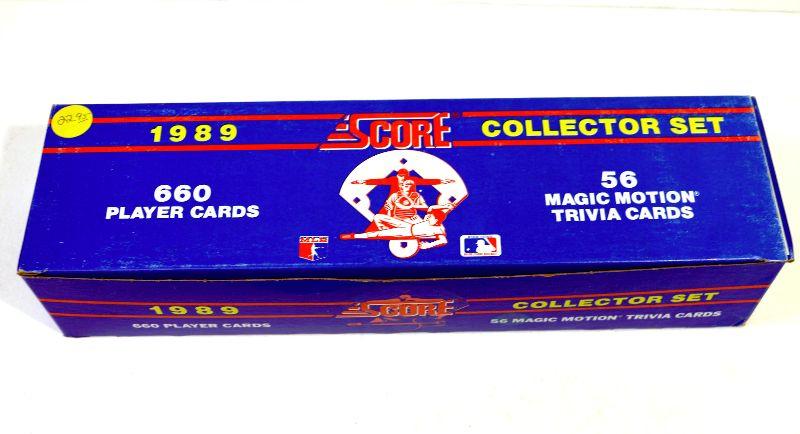 22.95
1989 SCORE® COLLECTOR SET
660
PLAYER CARDS
56
MAGIC MOTION®
TRIVIA CARDS
1989 SCORE COLLECTOR SET
660 PLAYER CARDS
56 MAGIC MOTION® TRIVIA CARDS